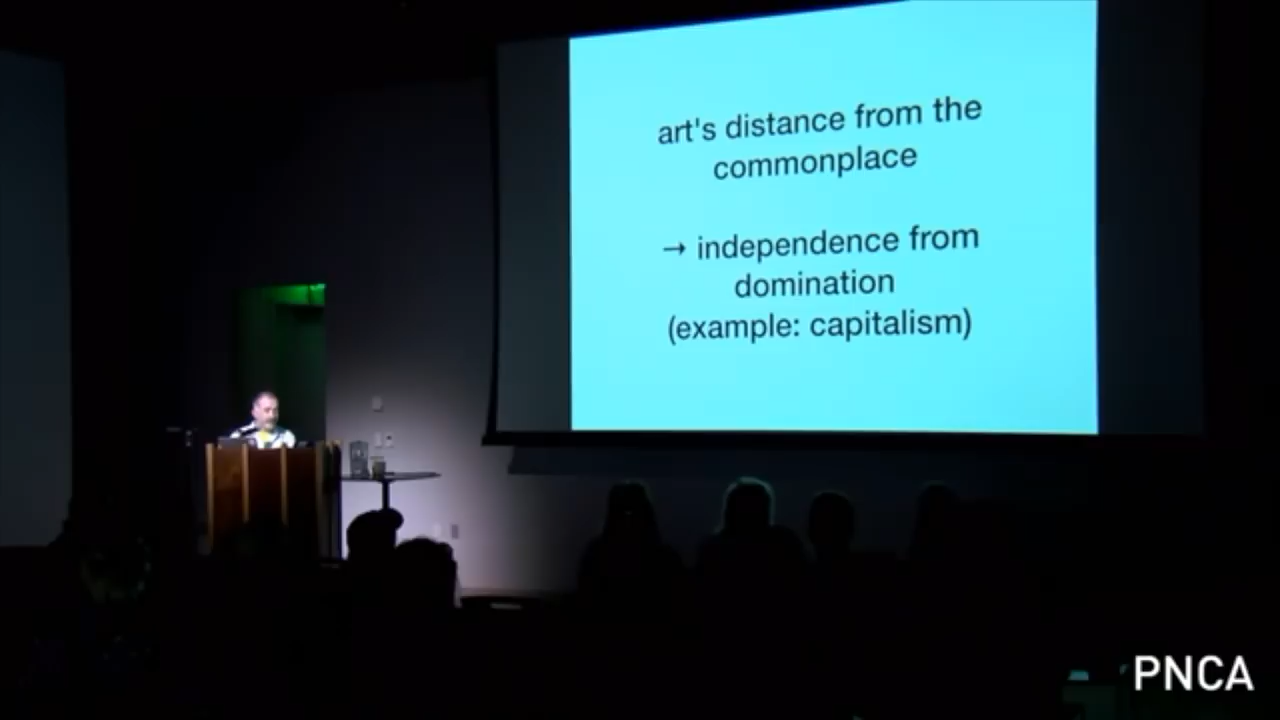 art's distance from the
commonplace
→ independence from
domination
(example: capitalism)
PNCA